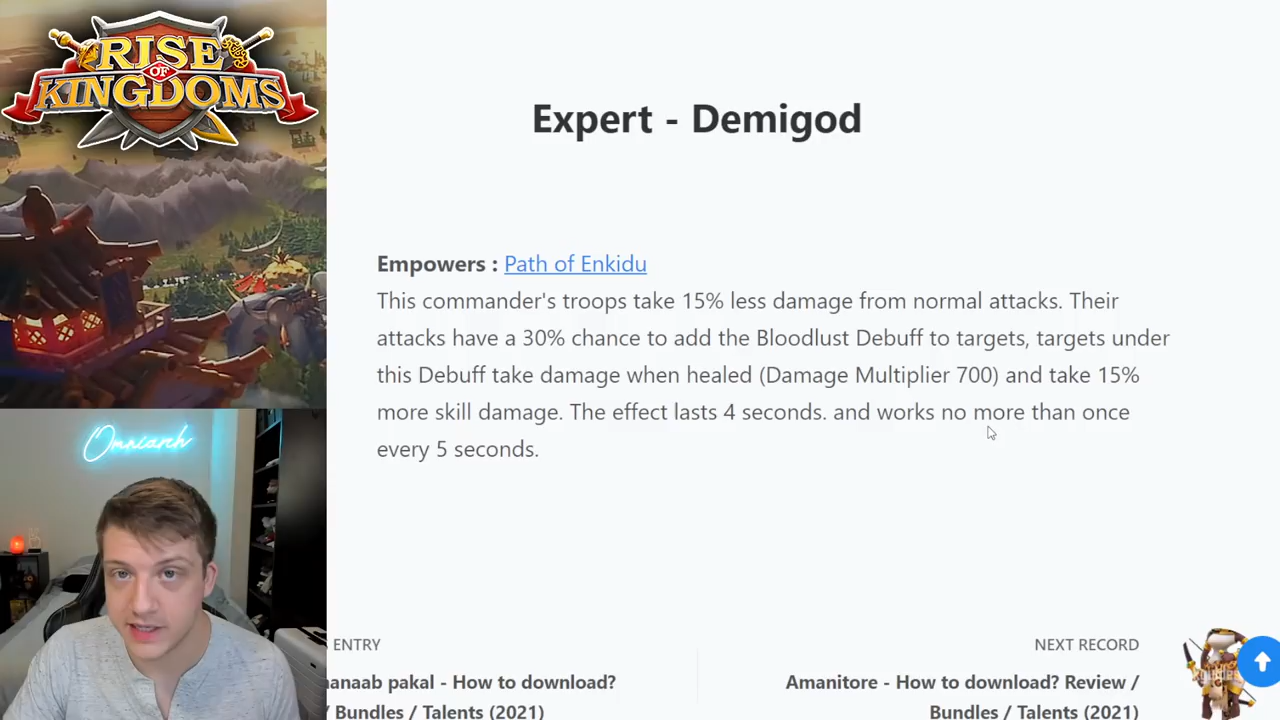 RISE
OF
KINGDOMS
Omniarch
Expert - Demigod
Empowers : Path of Enkidu
This commander's troops take 15% less damage from normal attacks. Their
attacks have a 30% chance to add the Bloodlust Debuff to targets, targets under
this Debuff take damage when healed (Damage Multiplier 700) and take 15%
more skill damage. The effect lasts 4 seconds. and works no more than once
every 5 seconds.
ENTRY
NEXT RECORD
anaab pakal - How to download?
/ Bundles / Talents (2021)
Amanitore - How to download? Review /
Bundles / Talents (2021)